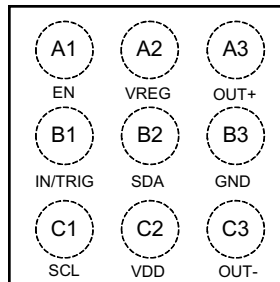 A1 A2 A3
EN VREG OUT+
B1 B2 B3
IN/TRIG SDA GND
C1 C2 C3
SCL VDD OUT-